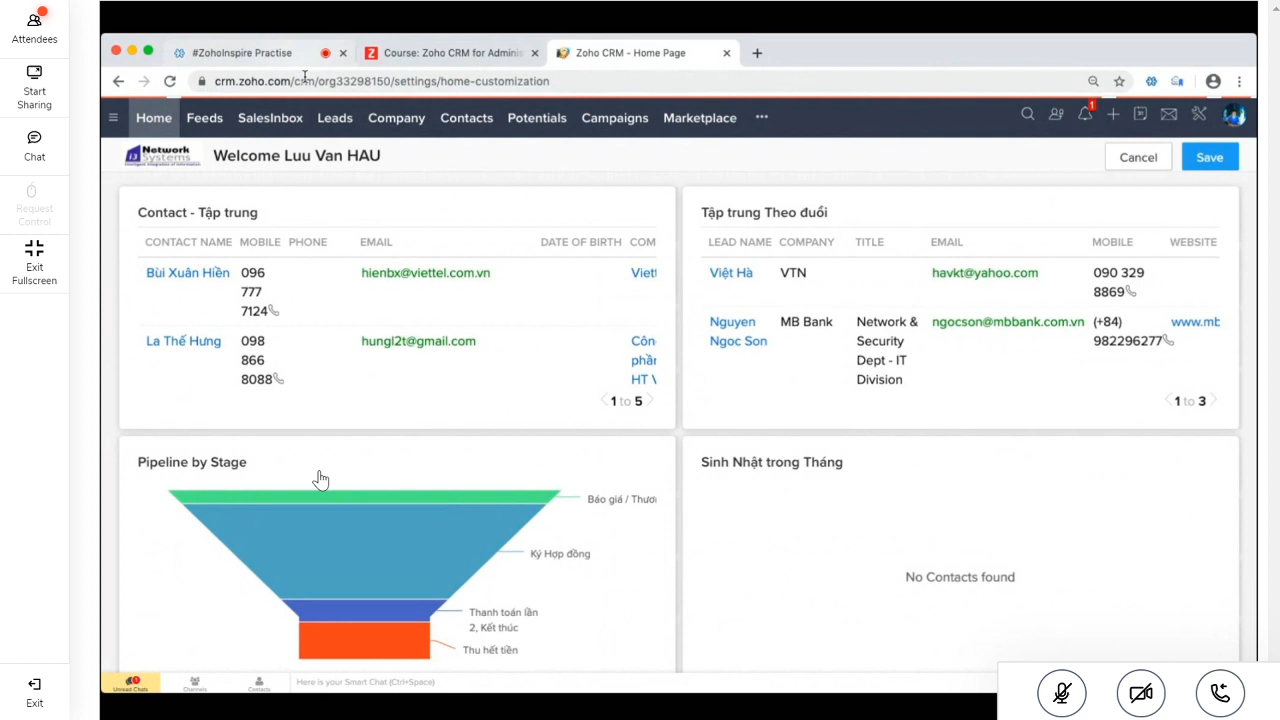 Attendees
Start
Sharing
Chat
Request
Control
Exit
Fullscreen
Exit
#ZohoInspire Practise
Course: Zoho CRM for Adminis
Zoho CRM - Home Page
crm.zoho.com/crm/org33298150/settings/home-customization
Home Feeds SalesInbox Leads Company Contacts Potentials Campaigns Marketplace
1
Network
Systems
Welcome Luu Van HAU
Cancel
Save
Contact - Tập trung
CONTACT NAME MOBILE PHONE EMAIL DATE OF BIRTH COM
Bùi Xuân Hiền 096 777 7124 hienbx@viettel.com.vn Viett
La Thế Hưng 098 866 8088 hungl2t@gmail.com Côn phần HT V
1 to 5
Tập trung Theo đuổi
LEAD NAME COMPANY TITLE EMAIL MOBILE WEBSITE
Việt Hà VTN havkt@yahoo.com 090 329 8869
Nguyen Ngoc Son MB Bank Network & Security Dept - IT Division ngocson@mbbank.com.vn (+84) 982296277 www.mb
1 to 3
Pipeline by Stage
Báo giá / Thươ
Ký Hợp đồng
Thanh toán lần
2, Kết thúc
Thu hết tiền
Sinh Nhật trong Tháng
No Contacts found
Unread Chats
Channels
Contacts
Here is your Smart Chat (Ctrl+Space)